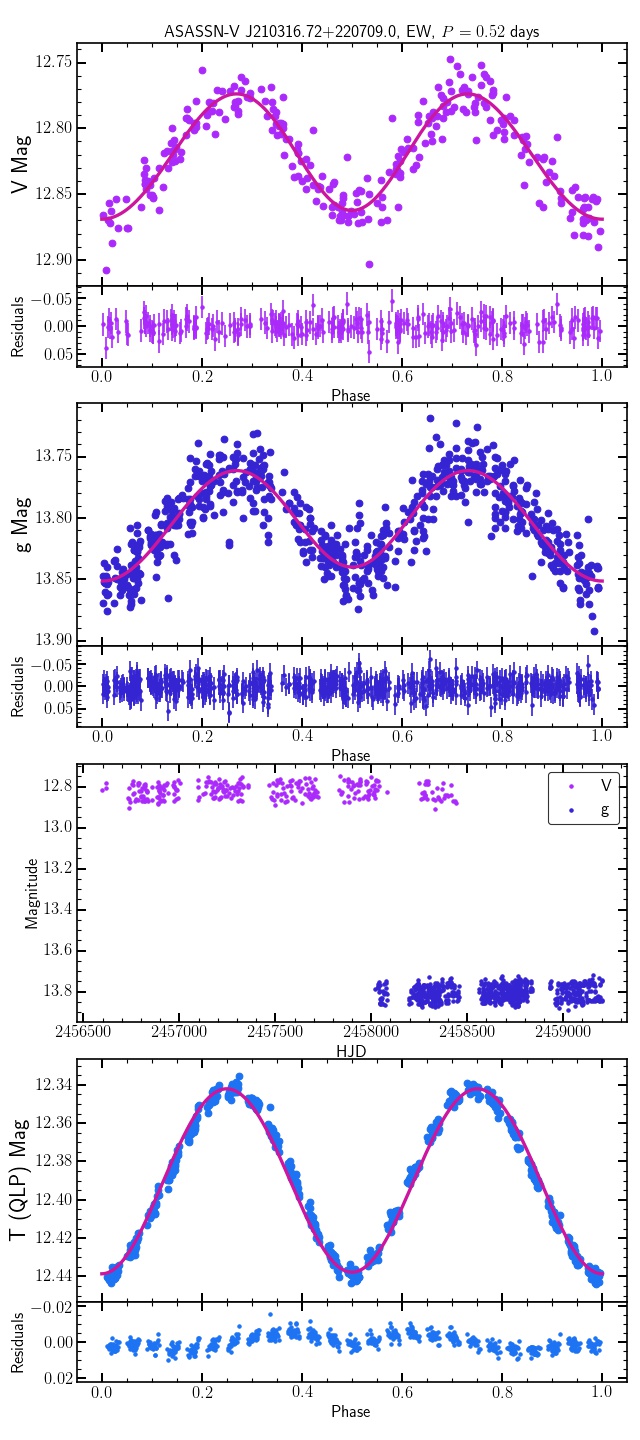 ASASSN-V J210316.72+220709.0, EW, P = 0.52 days
12.75
12.80
12.85
12.90
V Mag
−0.05
0.00
0.05
Residuals
0.0 0.2 0.4 0.6 0.8 1.0
Phase
13.75
13.80
13.85
13.90
g Mag
−0.05
0.00
0.05
Residuals
0.0 0.2 0.4 0.6 0.8 1.0
Phase
12.8
13.0
13.2
13.4
13.6
13.8
Magnitude
V
g
2456500 2457000 2457500 2458000 2458500 2459000
HJD
12.34
12.36
12.38
12.40
12.42
12.44
T (QLP) Mag
−0.02
0.00
0.02
Residuals
0.0 0.2 0.4 0.6 0.8 1.0
Phase